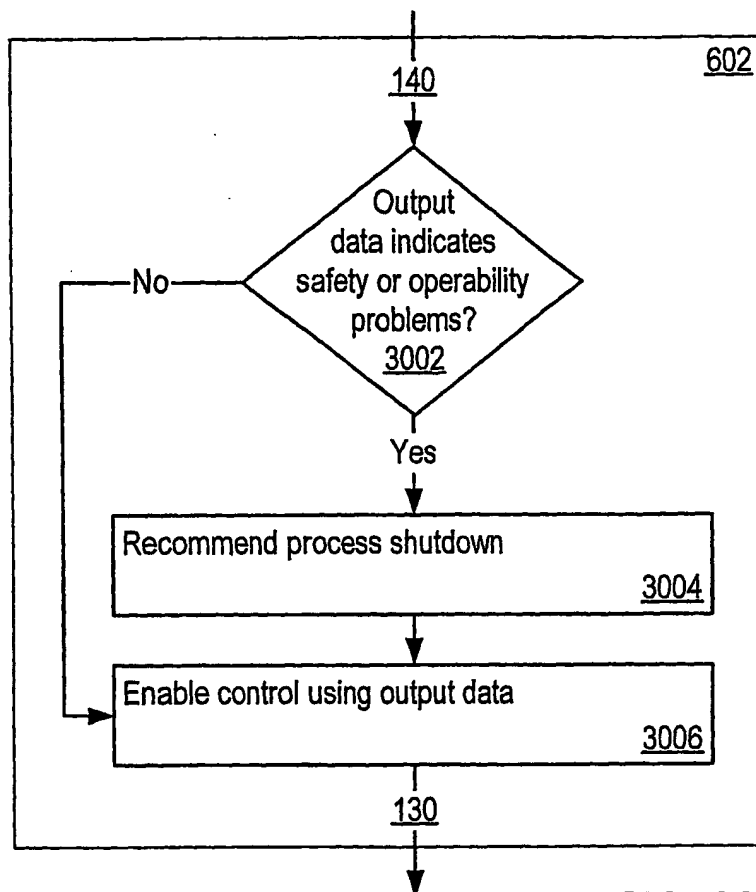 602
140
Output
data indicates
safety or operability
problems?
3002
No
Yes
Recommend process shutdown
3004
Enable control using output data
3006
130